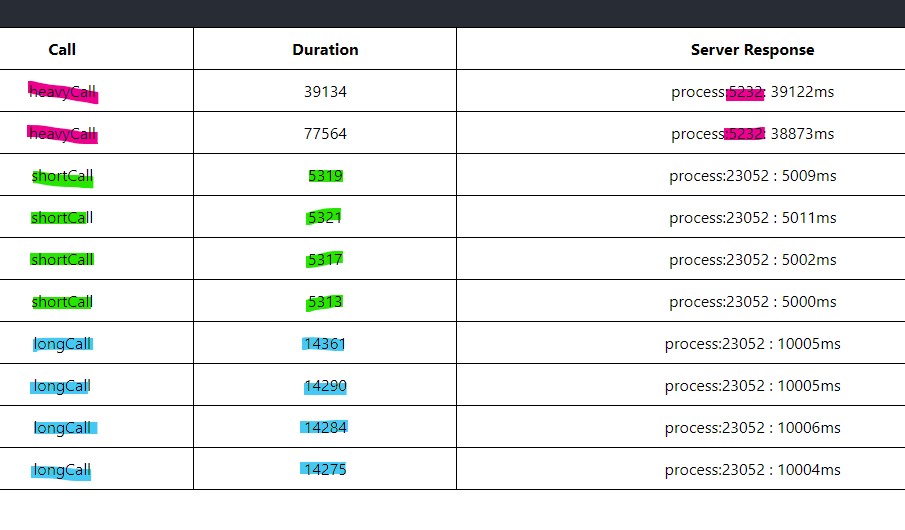 Call Duration Server Response
heavyCall 39134 process:5232: 39122ms
heavyCall 77564 process:5232: 38873ms
shortCall 5319 process:23052 : 5009ms
shortCall 5321 process:23052 : 5011ms
shortCall 5317 process:23052 : 5002ms
shortCall 5313 process:23052 : 5000ms
longCall 14361 process:23052 : 10005ms
longCall 14290 process:23052 : 10005ms
longCall 14284 process:23052 : 10006ms
longCall 14275 process:23052 : 10004ms